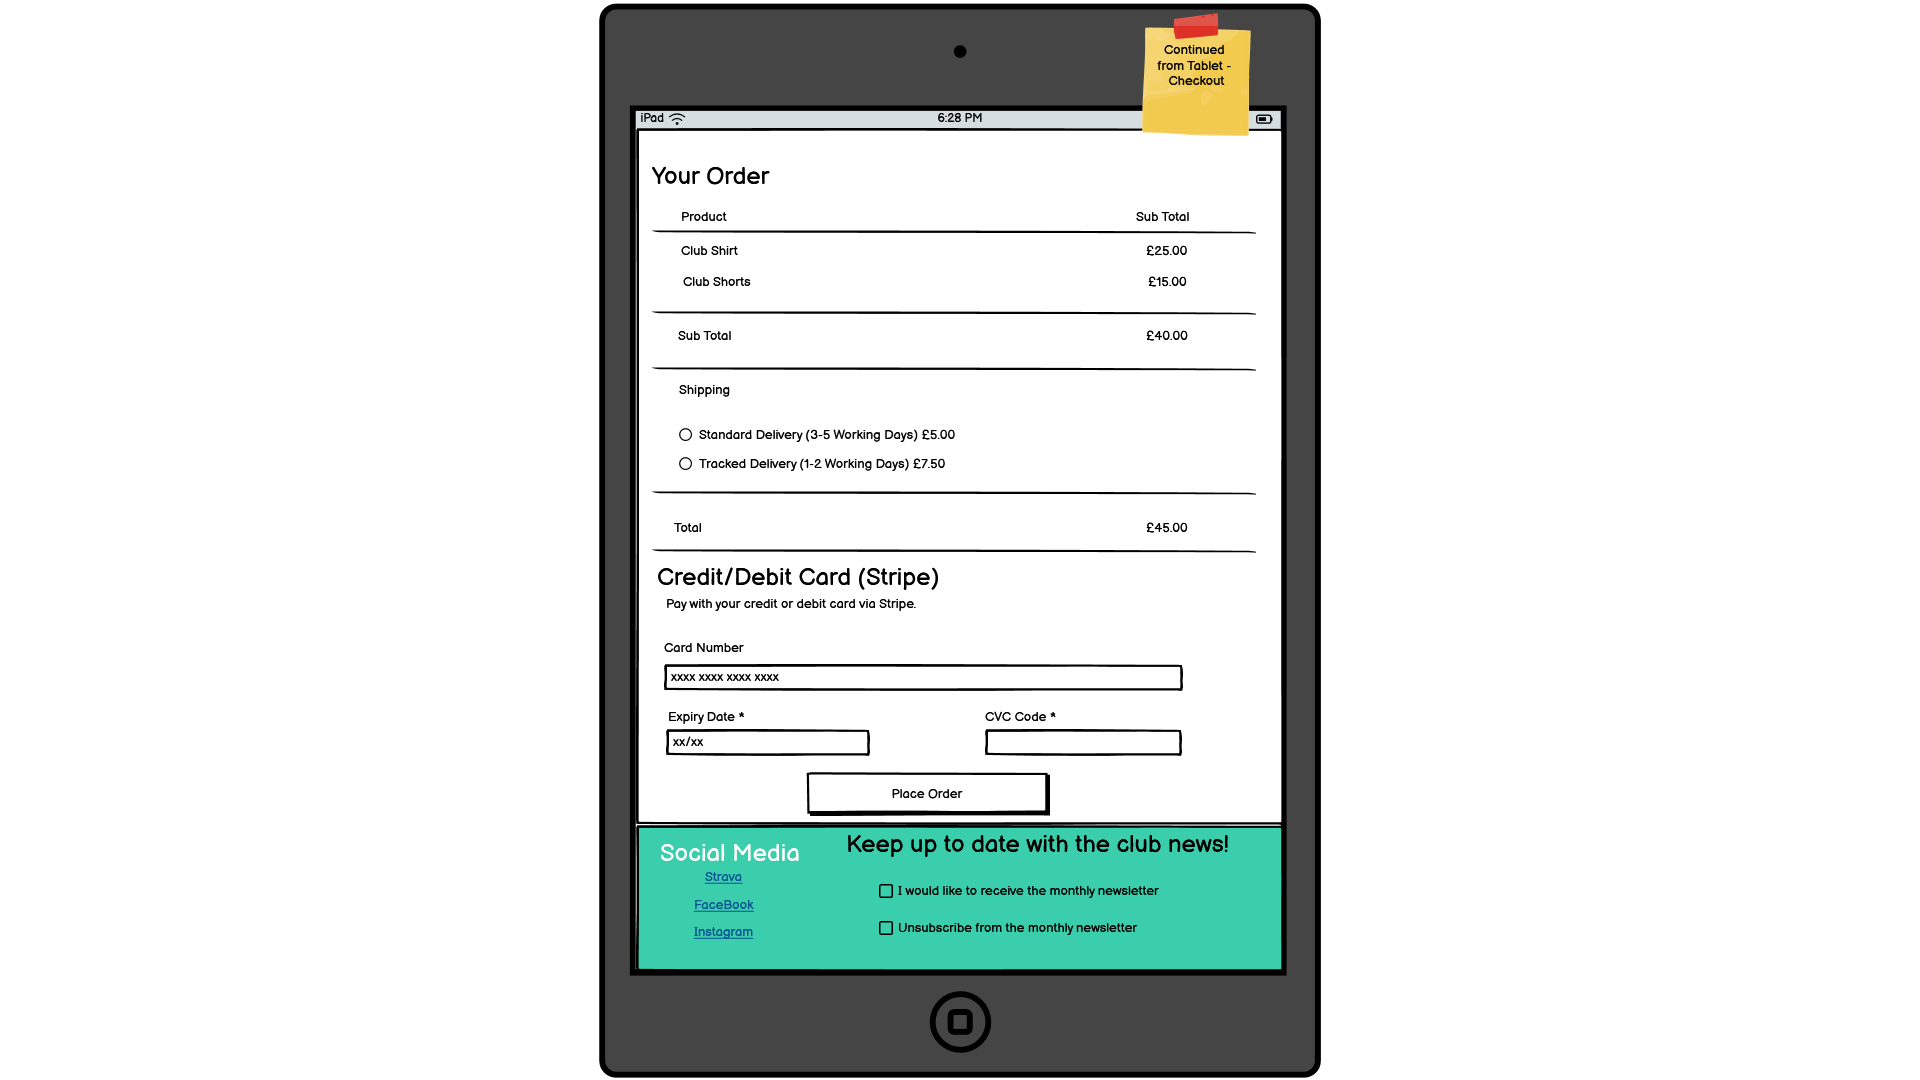 Continued
from Tablet -
Checkout
iPad
6:28 PM
Your Order
Product Sub Total
Club Shirt £25.00
Club Shorts £15.00
Sub Total £40.00
Shipping
Standard Delivery (3-5 Working Days) £5.00
Tracked Delivery (1-2 Working Days) £7.50
Total £45.00
Credit/Debit Card (Stripe)
Pay with your credit or debit card via Stripe.
Card Number
xxxx xxxx xxxx xxxx
Expiry Date * CVC Code *
xx/xx
Place Order
Social Media
Strava
FaceBook
Instagram
Keep up to date with the club news!
I would like to receive the monthly newsletter
Unsubscribe from the monthly newsletter